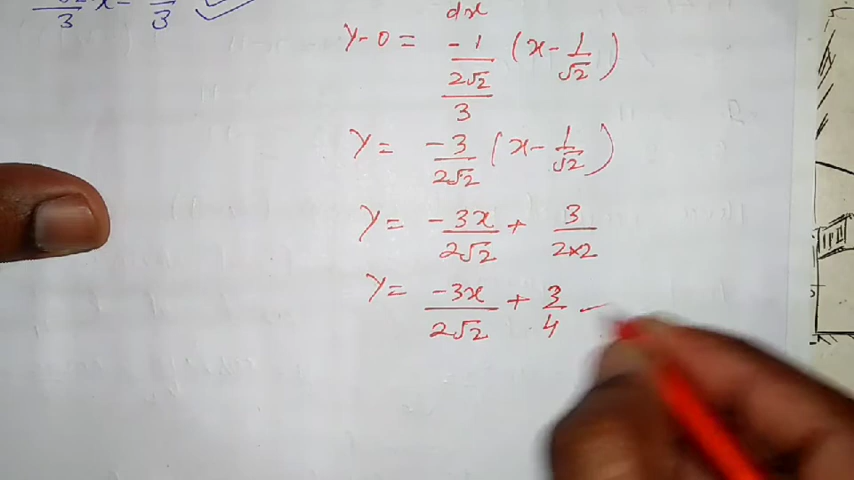 dx
y-0 = -1/(2√2/3) (x - 1/√2)
y = -3/2√2 (x - 1/√2)
y = -3x/2√2 + 3/2×2
y = -3x/2√2 + 3/4